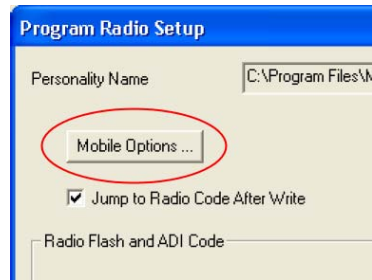 Program Radio Setup
Personality Name C:\Program Files\M
Mobile Options ...
Jump to Radio Code After Write
Radio Flash and ADI Code